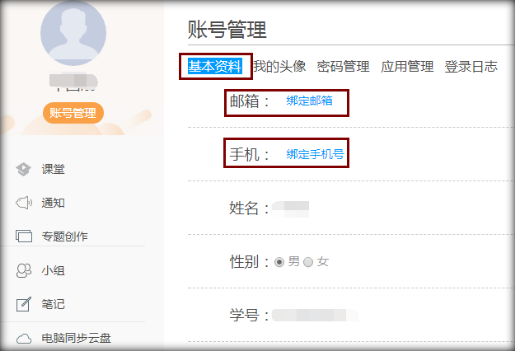 账号管理
课堂
通知
专题创作
小组
笔记
电脑同步云盘
账号管理
基本资料 我的头像 密码管理 应用管理 登录日志
邮箱： 绑定邮箱
手机： 绑定手机号
姓名：
性别： 男 女
学号：